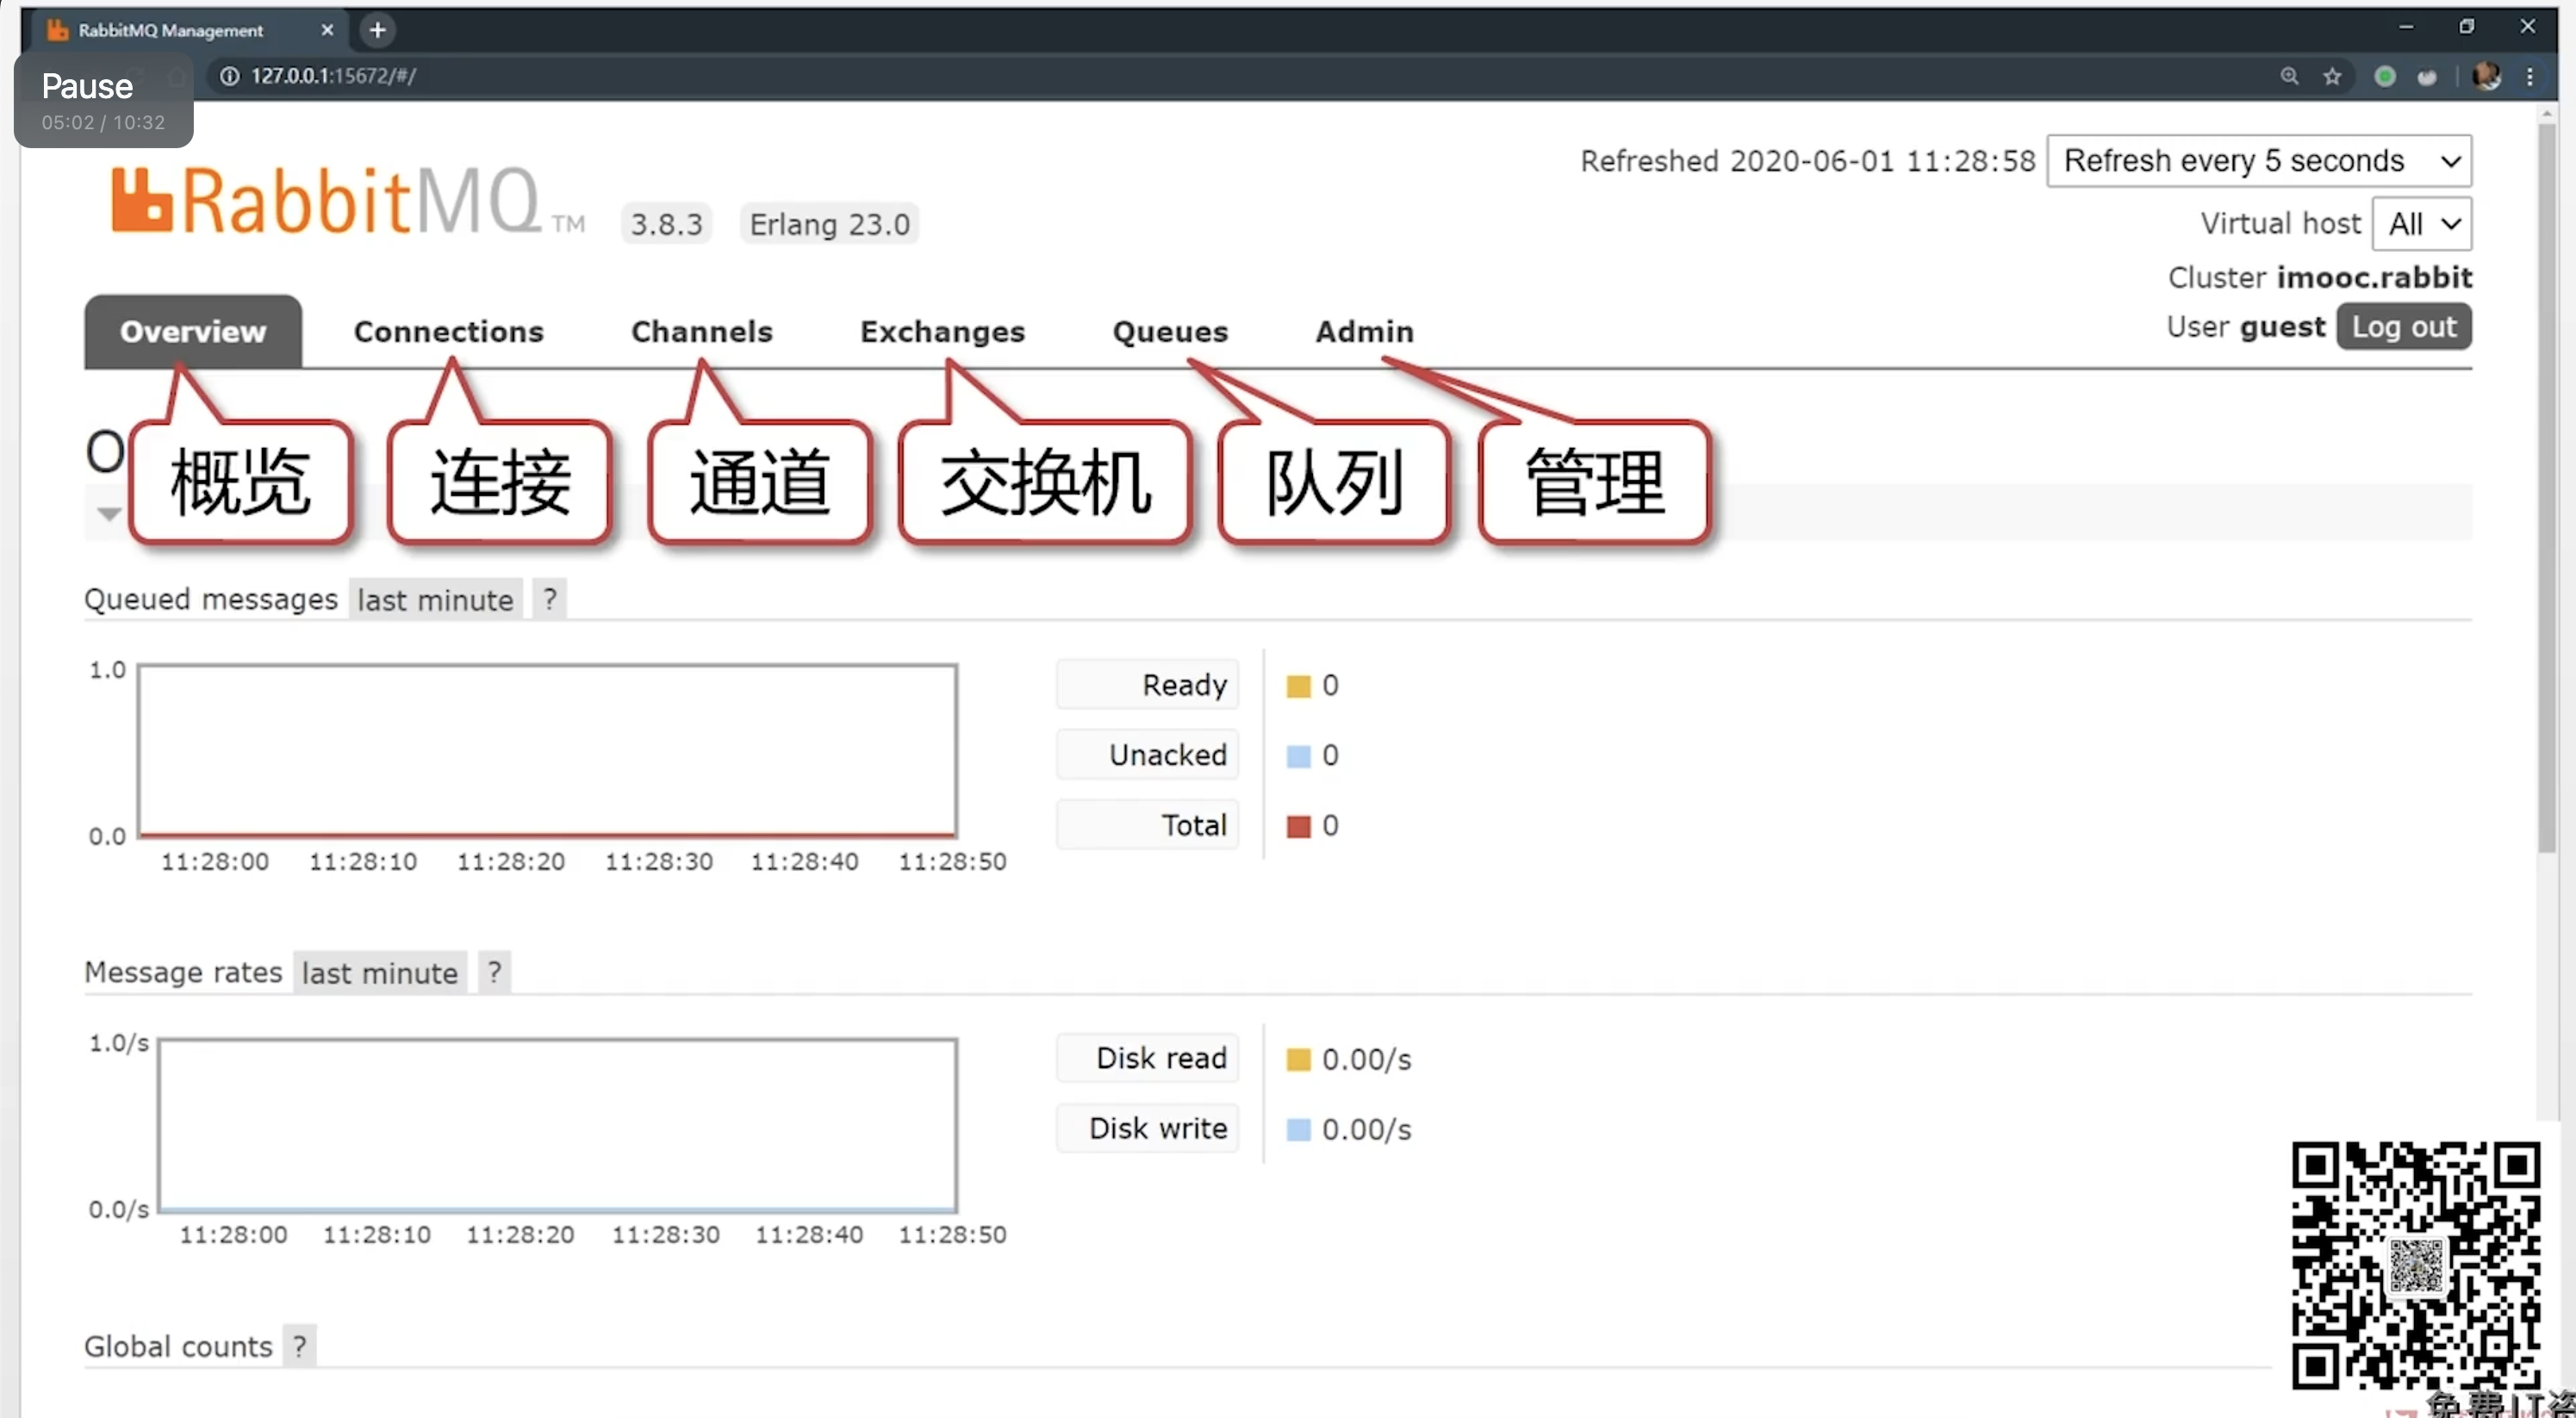 RabbitMQ Management
Pause
05:02 / 10:32
127.0.0.1:15672/#/
Refreshed 2020-06-01 11:28:58 Refresh every 5 seconds
RabbitMQ TM 3.8.3 Erlang 23.0
Virtual host All
Cluster imooc.rabbit
User guest Log out
Overview Connections Channels Exchanges Queues Admin
O
概览 连接 通道 交换机 队列 管理
Queued messages last minute ?
1.0
0.0
11:28:00 11:28:10 11:28:20 11:28:30 11:28:40 11:28:50
Ready 0
Unacked 0
Total 0
Message rates last minute ?
1.0/s
0.0/s
11:28:00 11:28:10 11:28:20 11:28:30 11:28:40 11:28:50
Disk read 0.00/s
Disk write 0.00/s
Global counts ?
免费IT